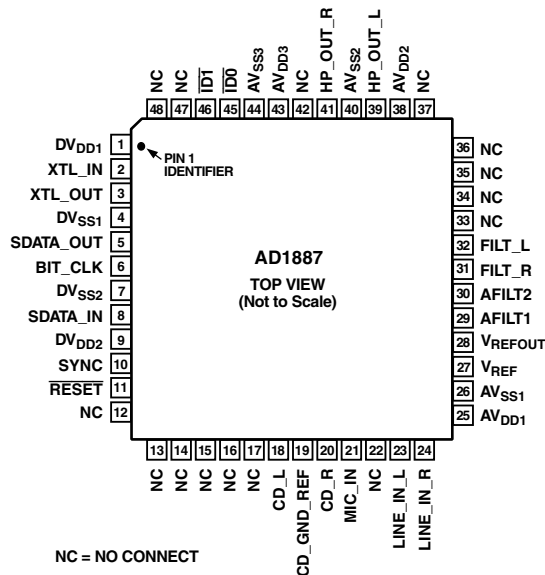 NC
NC
ID1
ID0
AVSS3
AVDD3
NC
HP_OUT_R
AVSS2
HP_OUT_L
AVDD2
NC
48 47 46 45 44 43 42 41 40 39 38 37
DVDD1 1
XTL_IN 2
XTL_OUT 3
DVSS1 4
SDATA_OUT 5
BIT_CLK 6
DVSS2 7
SDATA_IN 8
DVDD2 9
SYNC 10
RESET 11
NC 12
PIN 1
IDENTIFIER
AD1887
TOP VIEW
(Not to Scale)
36 NC
35 NC
34 NC
33 NC
32 FILT_L
31 FILT_R
30 AFILT2
29 AFILT1
28 VREFOUT
27 VREF
26 AVSS1
25 AVDD1
13 14 15 16 17 18 19 20 21 22 23 24
NC
NC
NC
NC
NC
CD_L
CD_GND_REF
CD_R
MIC_IN
NC
LINE_IN_L
LINE_IN_R
NC = NO CONNECT